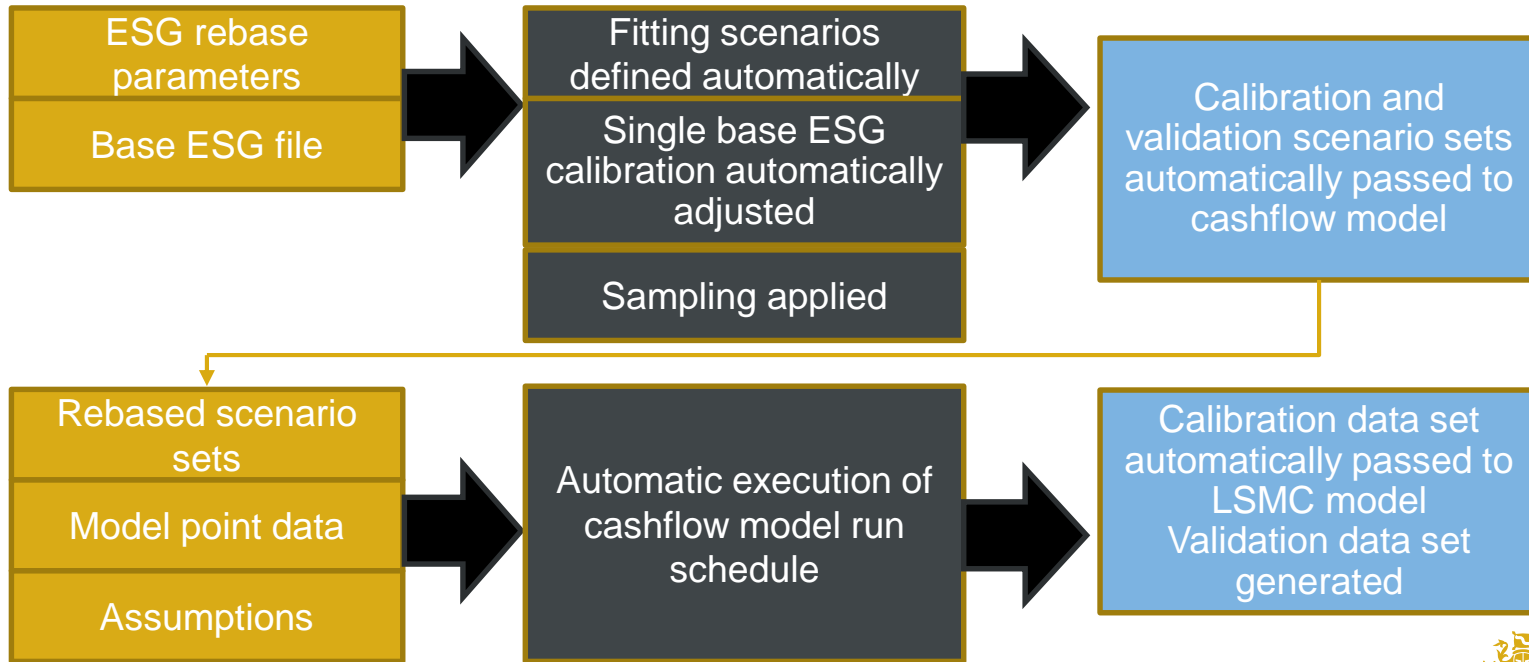 ESG rebase
parameters
Base ESG file
Fitting scenarios
defined automatically
Single base ESG
calibration automatically
adjusted
Sampling applied
Calibration and
validation scenario sets
automatically passed to
cashflow model
Rebased scenario
sets
Model point data
Assumptions
Automatic execution of
cashflow model run
schedule
Calibration data set
automatically passed to
LSMC model
Validation data set
generated